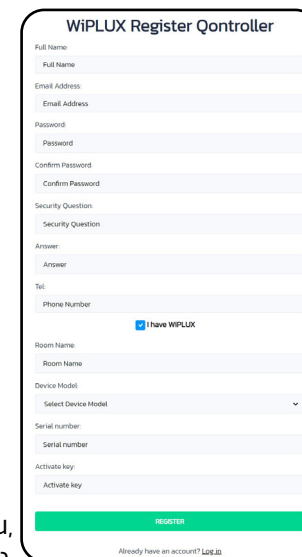 WiPLUX Register Qontroller
Full Name:
Full Name
Email Address:
Email Address
Password:
Password
Confirm Password:
Confirm Password
Security Question:
Security Question
Answer:
Answer
Tel:
Phone Number
I have WiPLUX
Room Name:
Room Name
Device Model:
Select Device Model
Serial number:
Serial number
Activate key:
Activate key
REGISTER
Already have an account? Log in